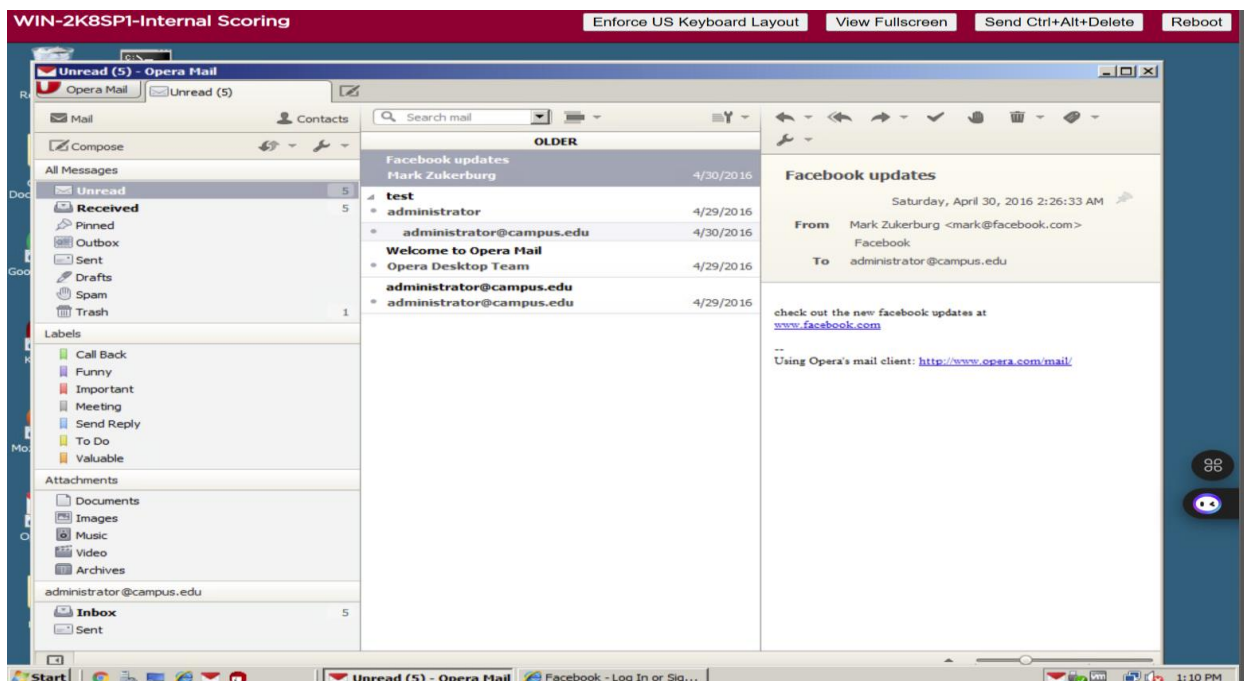 WIN-2K8SP1-Internal Scoring
Enforce US Keyboard Layout
View Fullscreen
Send Ctrl+Alt+Delete
Reboot
Unread (5) - Opera Mail
Opera Mail
Unread (5)
Mail
Contacts
Compose
All Messages
Unread 5
Received 5
Pinned
Outbox
Sent
Drafts
Spam
Trash 1
Labels
Call Back
Funny
Important
Meeting
Send Reply
To Do
Valuable
Attachments
Documents
Images
Music
Video
Archives
administrator@campus.edu
Inbox 5
Sent
Search mail
OLDER
Facebook updates
Mark Zukerburg 4/30/2016
test
administrator 4/29/2016
administrator@campus.edu 4/30/2016
Welcome to Opera Mail
Opera Desktop Team 4/29/2016
administrator@campus.edu
administrator@campus.edu 4/29/2016
Facebook updates
Saturday, April 30, 2016 2:26:33 AM
From Mark Zukerburg <mark@facebook.com>
Facebook
To administrator@campus.edu
check out the new facebook updates at
www.facebook.com
--
Using Opera's mail client: http://www.opera.com/mail/
Start
Unread (5) - Opera Mail
Facebook - Log In or Sig...
1:10 PM